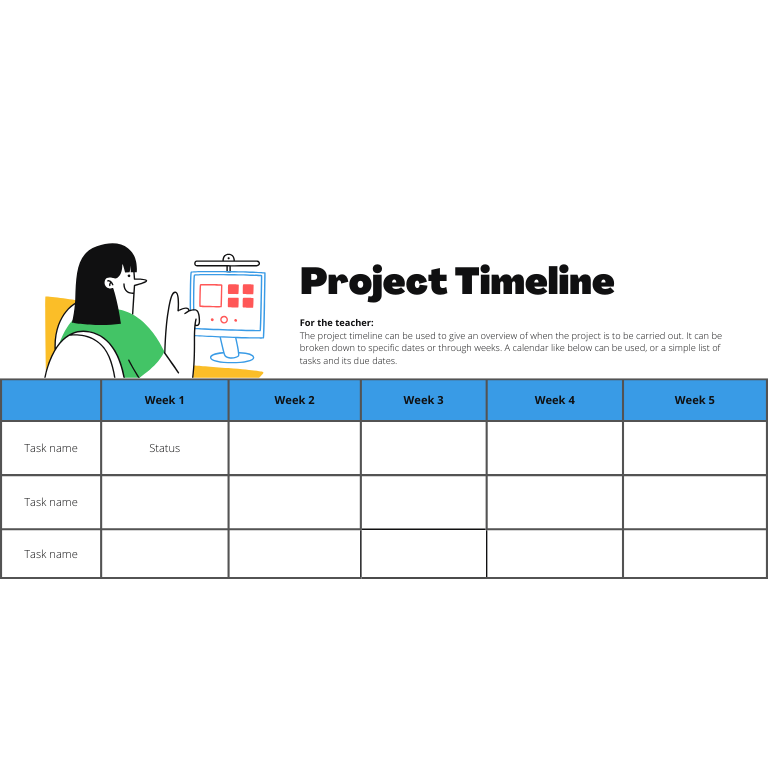 Project Timeline
For the teacher:
The project timeline can be used to give an overview of when the project is to be carried out. It can be
broken down to specific dates or through weeks. A calendar like below can be used, or a simple list of
tasks and its due dates.
Week 1 Week 2 Week 3 Week 4 Week 5
Task name Status
Task name
Task name